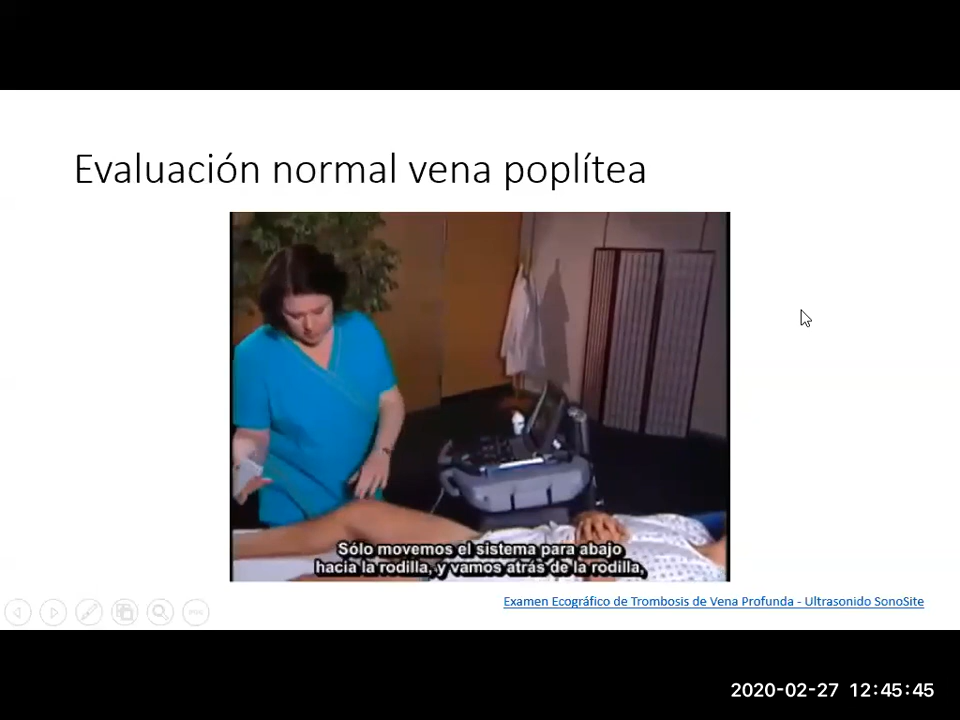 Evaluación normal vena poplítea
Sólo movemos el sistema para abajo
hacia la rodilla, y vamos atrás de la rodilla,
Examen Ecográfico de Trombosis de Vena Profunda - Ultrasonido SonoSite
2020-02-27 12:45:45